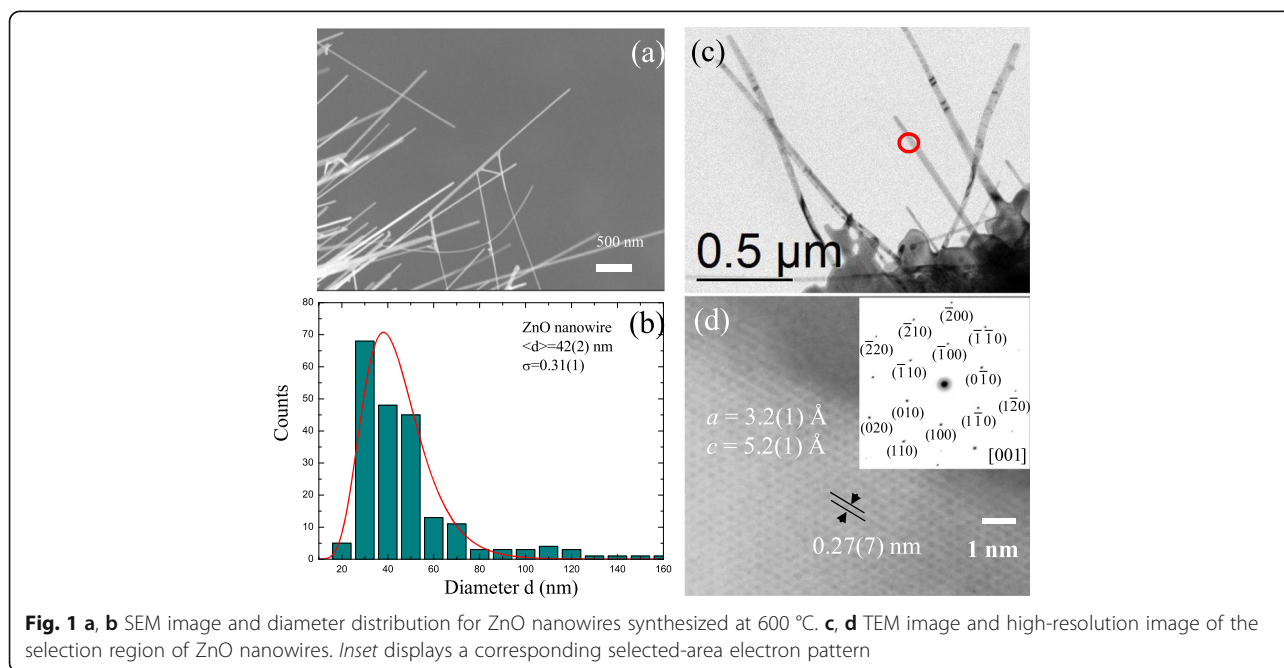 (a)
500 nm
(b)
ZnO nanowire
<d>=42(2) nm
σ=0.31(1)
80
70
60
50
40
30
20
10
0
Counts
20 40 60 80 100 120 140 160
Diameter d (nm)
(c)
0.5 µm
(d)
a = 3.2(1) Å
c = 5.2(1) Å
0.27(7) nm
1 nm
(2̅00)
(2̅10)
(1̅1̅0)
(2̅20)
(1̅00)
(1̅10)
(01̅0)
(12̅0)
(010)
(020)
(11̅0)
(100)
(110)
[001]
Fig. 1 a, b SEM image and diameter distribution for ZnO nanowires synthesized at 600 °C. c, d TEM image and high-resolution image of the
selection region of ZnO nanowires. Inset displays a corresponding selected-area electron pattern